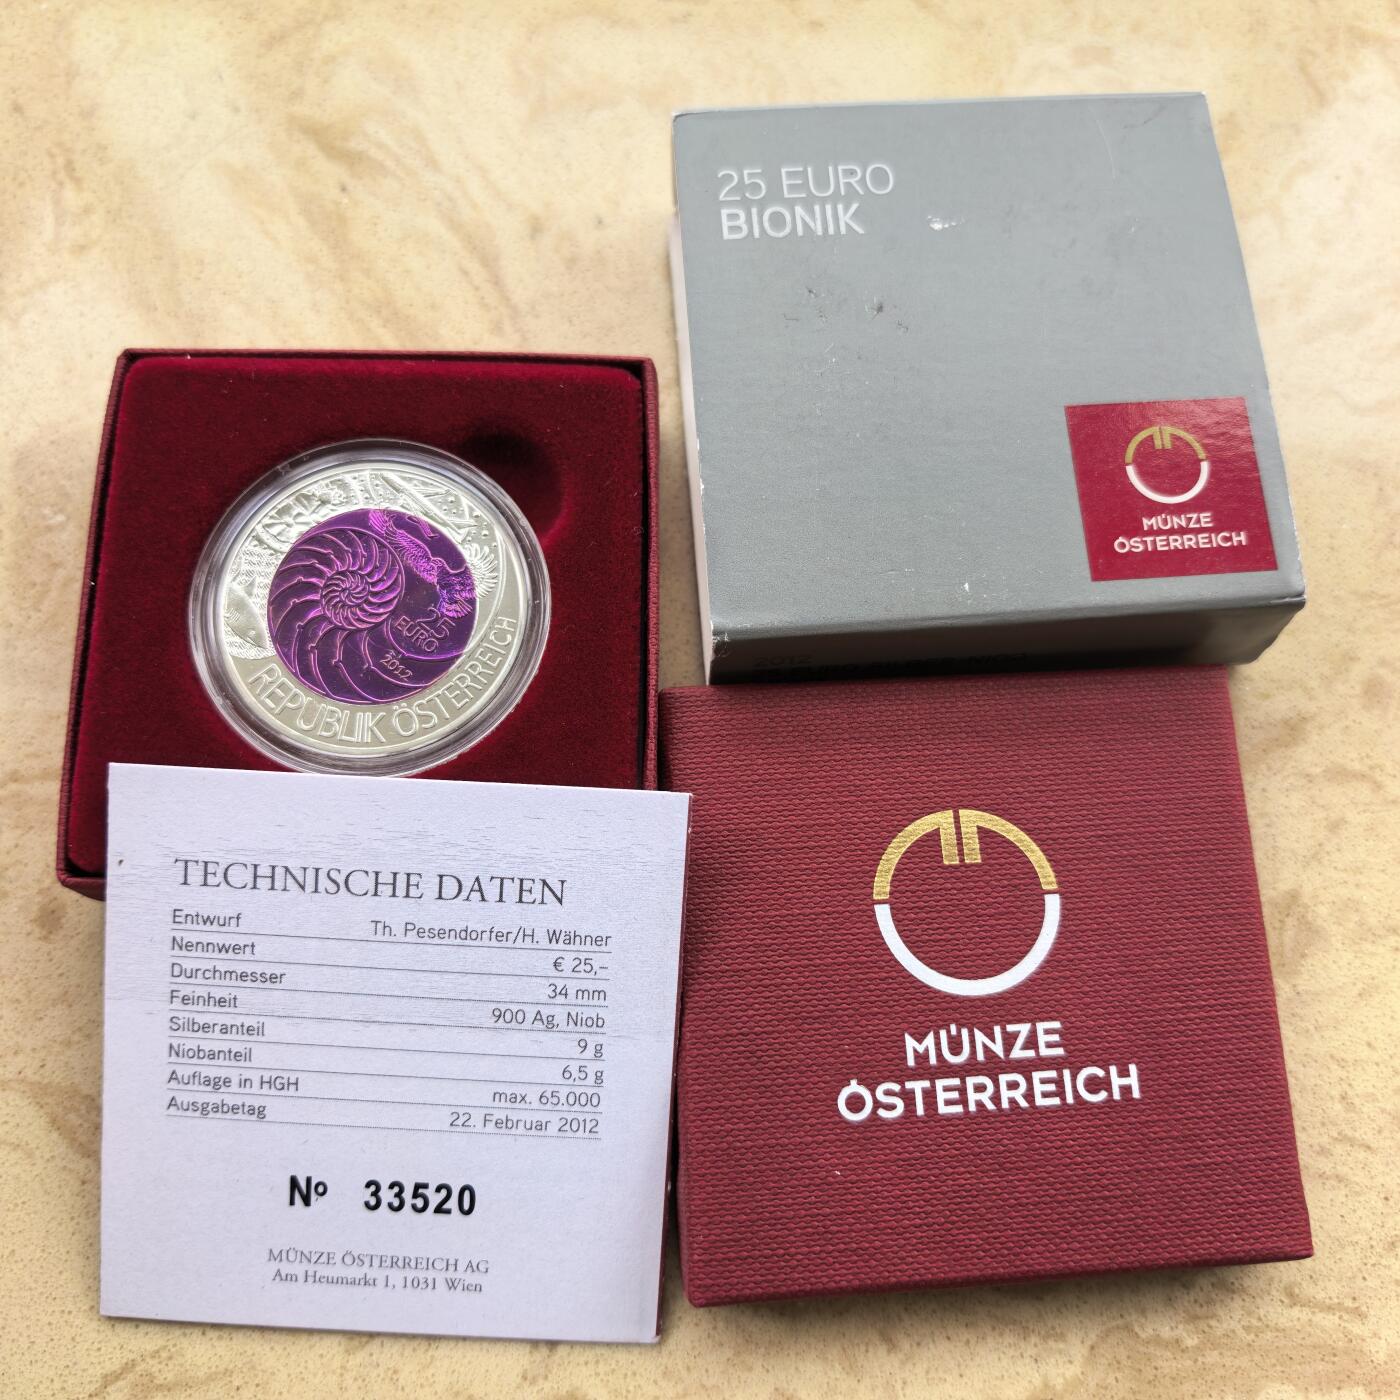 25 EURO
BIONIK
MÜNZE
ÖSTERREICH
2012
25
EURO
2012
REPUBLIK ÖSTERREICH
TECHNISCHE DATEN
Entwurf Th. Pesendorfer/H. Wähner
Nennwert € 25,–
Durchmesser 34 mm
Feinheit 900 Ag, Niob
Silberanteil 9 g
Niobanteil 6,5 g
Auflage in HGH max. 65.000
Ausgabetag 22. Februar 2012
Nº 33520
MÜNZE ÖSTERREICH AG
Am Heumarkt 1, 1031 Wien
MÜNZE
ÖSTERREICH